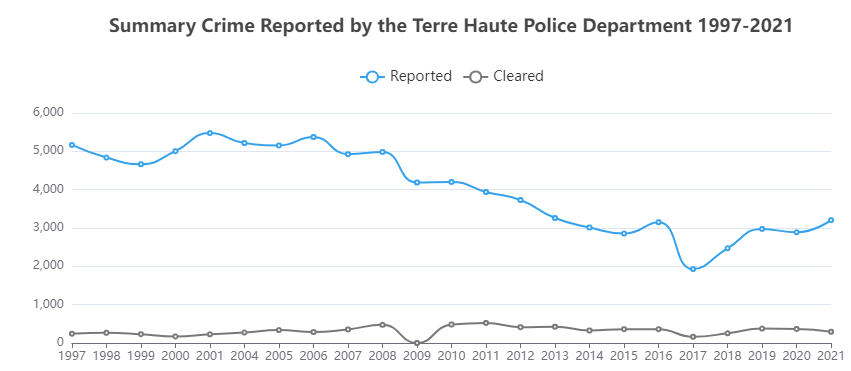 Summary Crime Reported by the Terre Haute Police Department 1997-2021
Reported Cleared
6,000
5,000
4,000
3,000
2,000
1,000
0
1997 1998 1999 2000 2001 2004 2005 2006 2007 2008 2009 2010 2011 2012 2013 2014 2015 2016 2017 2018 2019 2020 2021